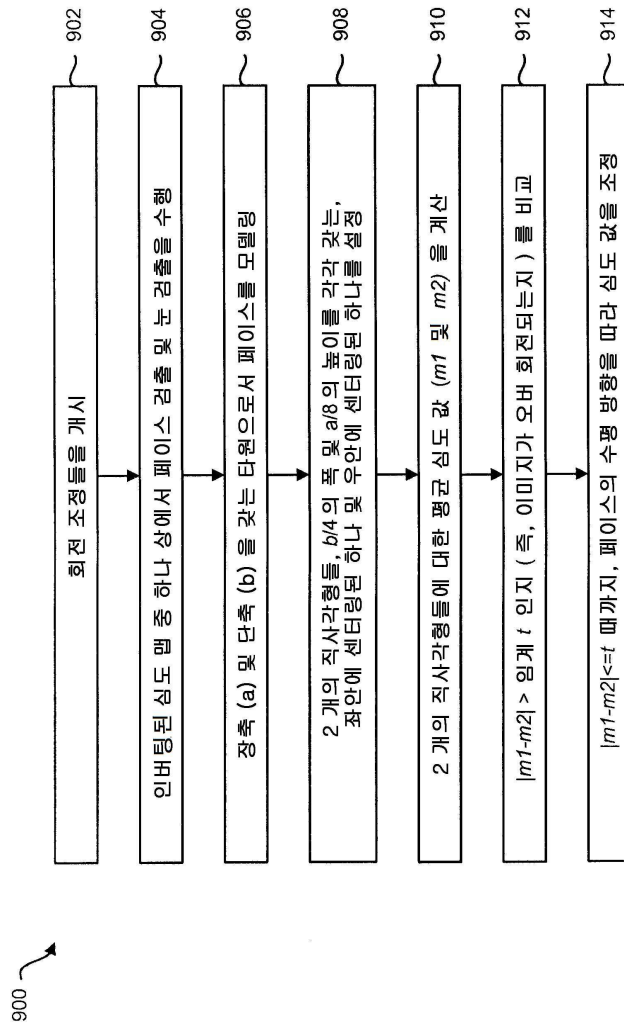 900
회전 조정들을 개시
902
인버팅된 심도 맵 중 하나 상에서 페이스 검출 및 눈 검출을 수행
904
장축 (a) 및 단축 (b) 을 갖는 타원으로서 페이스를 모델링
906
2 개의 직사각형들, b/4의 폭 및 a/8의 높이를 각각 갖는,
좌안에 센터링된 하나 및 우안에 센터링된 하나를 설정
908
2 개의 직사각형들에 대한 평균 심도 값 (m1 및 m2) 을 계산
910
|m1-m2| > 임계 t 인지 ( 즉, 이미지가 오버 회전되는지 ) 를 비교
912
|m1-m2|<=t 때까지, 페이스의 수평 방향을 따라 심도 값을 조정
914